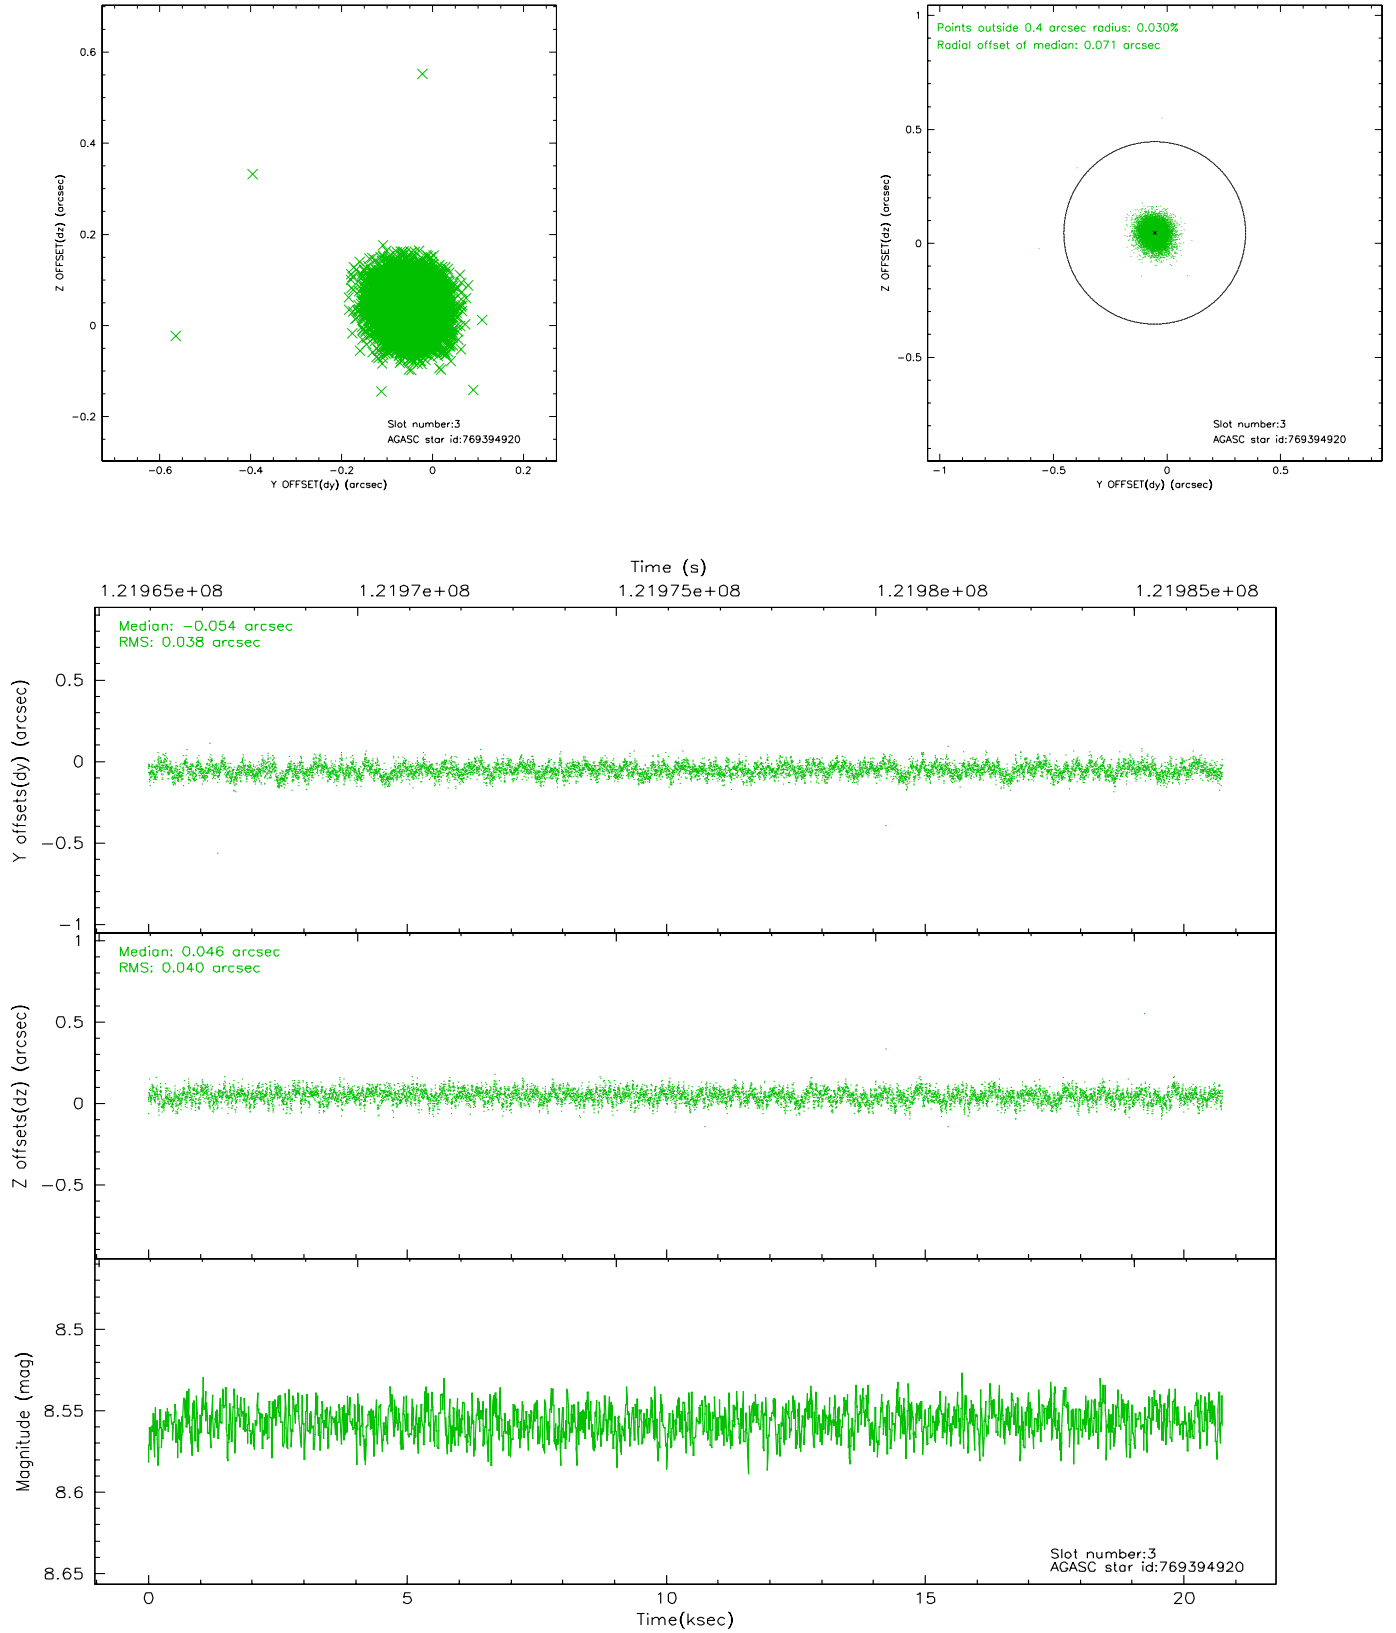 0.6
0.4
0.2
0
−0.2
Z OFFSET(dz) (arcsec)
Slot number:3
AGASC star id:769394920
−0.6 −0.4 −0.2 0 0.2
Y OFFSET(dy) (arcsec)
Points outside 0.4 arcsec radius: 0.030%
Radial offset of median: 0.071 arcsec
1
0.5
0
−0.5
Z OFFSET(dz) (arcsec)
Slot number:3
AGASC star id:769394920
−1 −0.5 0 0.5
Y OFFSET(dy) (arcsec)
Time (s)
1.21965e+08 1.2197e+08 1.21975e+08 1.2198e+08 1.21985e+08
Median: −0.054 arcsec
RMS: 0.038 arcsec
0.5
0
−0.5
−1
Y offsets(dy) (arcsec)
Median: 0.046 arcsec
RMS: 0.040 arcsec
1
0.5
0
−0.5
Z offsets(dz) (arcsec)
8.5
8.55
8.6
8.65
Magnitude (mag)
Slot number:3
AGASC star id:769394920
0 5 10 15 20
Time(ksec)